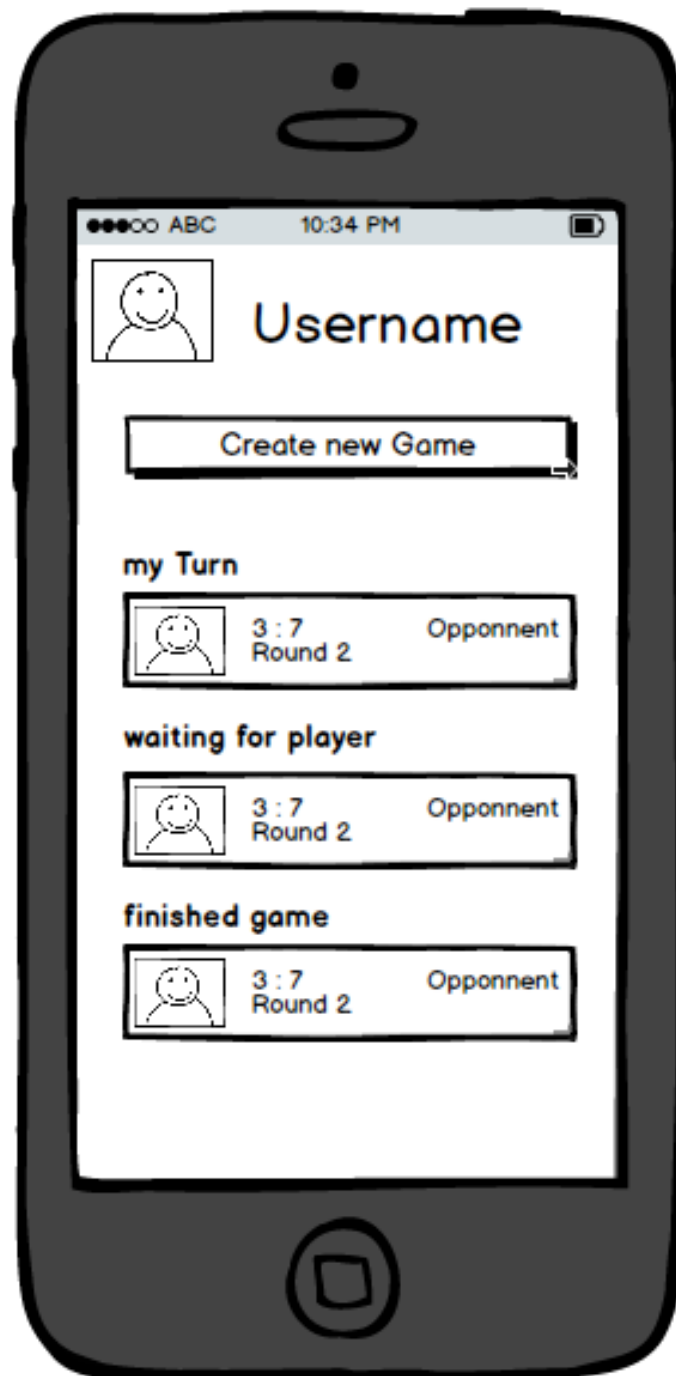 ABC 10:34 PM
Username
Create new Game
my Turn
3 : 7 Opponnent
Round 2
waiting for player
3 : 7 Opponnent
Round 2
finished game
3 : 7 Opponnent
Round 2